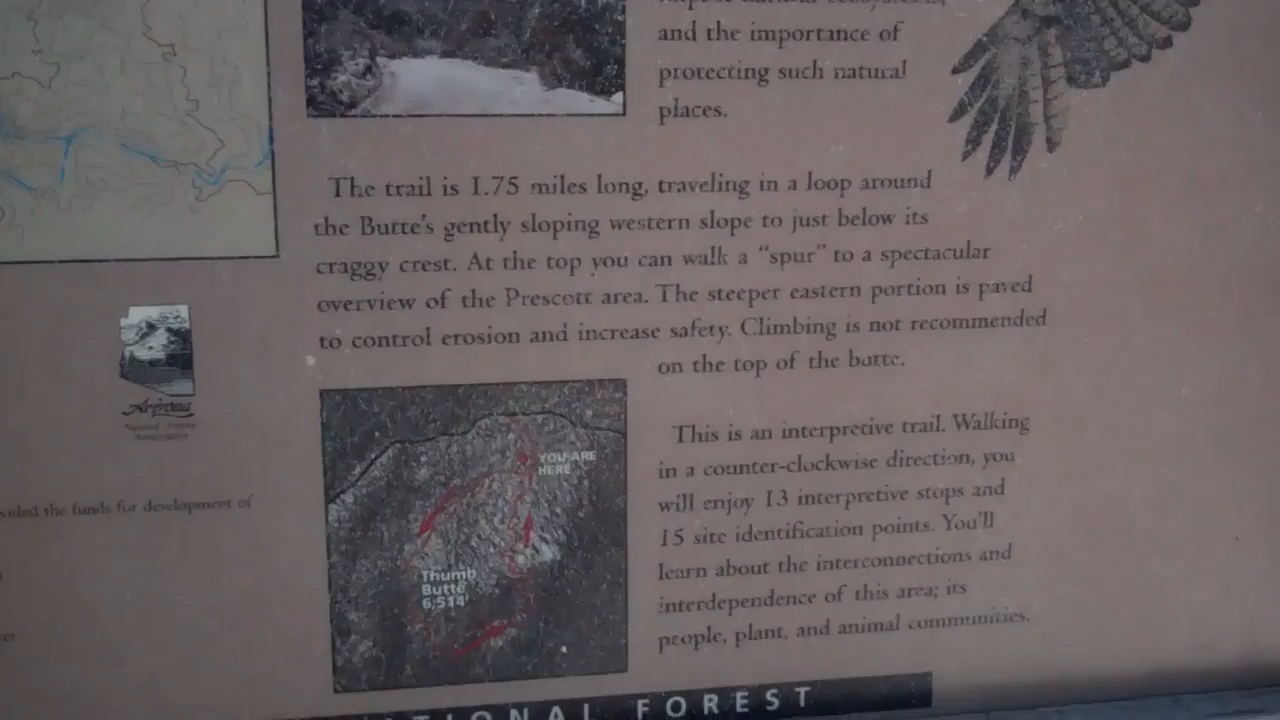 and the importance of
protecting such natural
places.
The trail is 1.75 miles long, traveling in a loop around
the Butte's gently sloping western slope to just below its
craggy crest. At the top you can walk a “spur” to a spectacular
overview of the Prescott area. The steeper eastern portion is paved
to control erosion and increase safety. Climbing is not recommended
on the top of the butte.
Arizona
YOU ARE
HERE
Thumb
Butte
6,514'
This is an interpretive trail. Walking
in a counter-clockwise direction, you
will enjoy 13 interpretive stops and
15 site identification points. You'll
learn about the interconnections and
interdependence of this area; its
people, plant, and animal communities.
the funds for development of
TIONAL FOREST